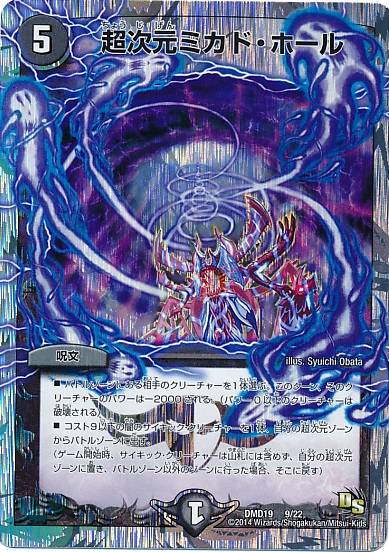 5
ちょうじげん
超次元ミカド・ホール
illus. Syuichi Obata
呪文
■ バトルゾーンにある相手のクリーチャーを1体選ぶ。このターン、そのク
リーチャーのパワーは−2000される。(パワー0以下のクリーチャーは
破壊される)
■ コスト9以下の闇のサイキック・クリーチャーを1体、自分の超次元ゾーン
からバトルゾーンに出す。
(ゲーム開始時、サイキック・クリーチャーは山札には含めず、自分の超次元
ゾーンに置き、バトルゾーン以外のゾーンに行った場合、そこに戻す)
DMD19 9/22
DS
©2014 Wizards/Shogakukan/Mitsui-Kids